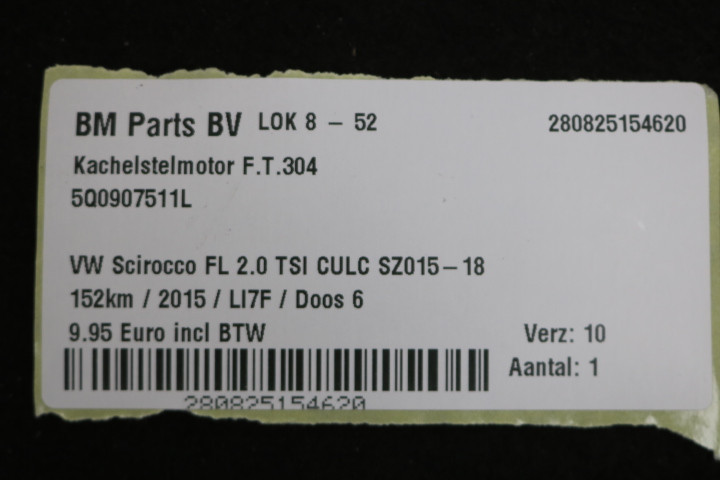 BM Parts BV LOK 8 – 52 280825154620
Kachelstelmotor F.T.304
5Q0907511L
VW Scirocco FL 2.0 TSI CULC SZ015–18
152km / 2015 / LI7F / Doos 6
9.95 Euro incl BTW Verz: 10
Aantal: 1
280825154620